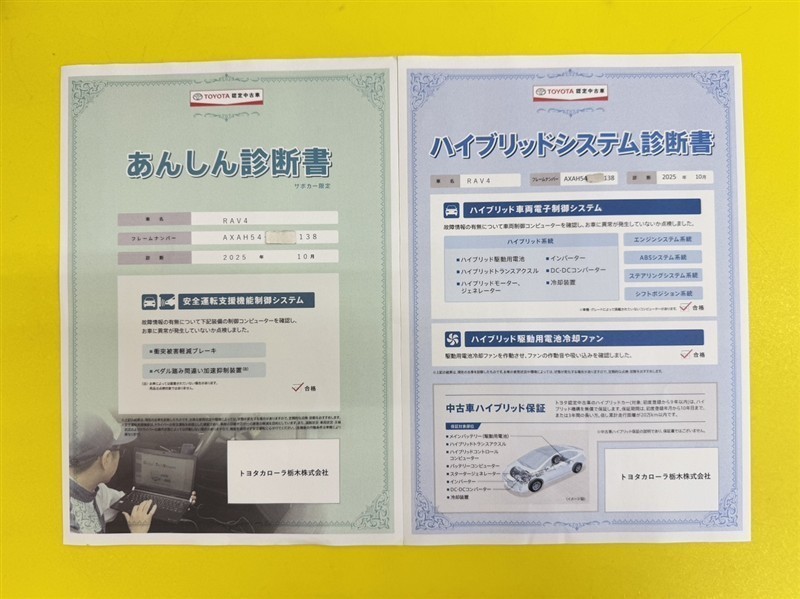 TOYOTA 認定中古車
あんしん診断書
サポカー限定
車名 RAV4
フレームナンバー AXAH54 138
診断 2025 年 10月
安全運転支援機能制御システム
故障情報の有無について下記装備の制御コンピューターを確認し、
お車に異常が発生していないか点検しました。
■衝突被害軽減ブレーキ
■ペダル踏み間違い加速抑制装置
合格
トヨタカローラ栃木株式会社
TOYOTA 認定中古車
ハイブリッドシステム診断書
車名 RAV4 フレームナンバー AXAH54 138 診断 2025 年 10月
ハイブリッド車両電子制御システム
故障情報の有無について車両制御コンピューターを確認し、お車に異常が発生していないか点検しました。
ハイブリッド系統
■ハイブリッド駆動用電池
■ハイブリッドトランスアクスル
■ハイブリッドモーター、
ジェネレーター
■インバーター
■DC-DCコンバーター
■冷却装置
エンジンシステム系統
ABSシステム系統
ステアリングシステム系統
シフトポジション系統
合格
ハイブリッド駆動用電池冷却ファン
駆動用電池冷却ファンを作動させ、ファンの作動音や吸い込みを確認しました。
合格
中古車ハイブリッド保証
保証対象部位
●メインバッテリー(駆動用電池)
●ハイブリッドトランスアクスル
●ハイブリッドコントロール
コンピューター
●バッテリーコンピューター
●スタータージェネレーター
●インバーター
●DC-DCコンバーター
●冷却装置
トヨタカローラ栃木株式会社